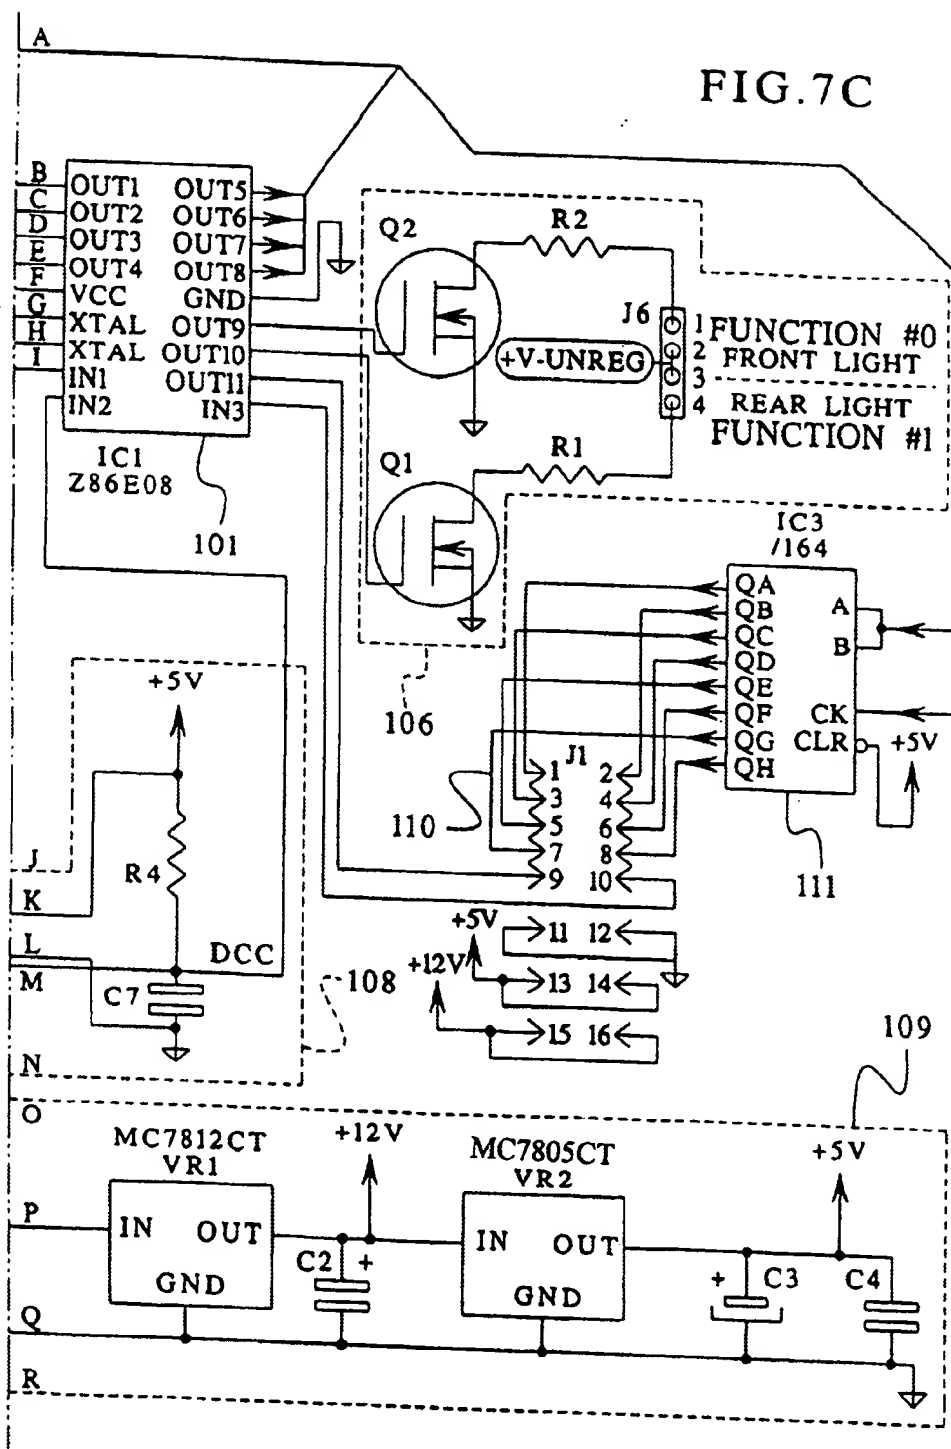 A
FIG.7C
B
C
D
E
F
G
H
I
OUT1 OUT5
OUT2 OUT6
OUT3 OUT7
OUT4 OUT8
VCC GND
XTAL OUT9
XTAL OUT10
IN1 OUT11
IN2 IN3
IC1
Z86E08
101
Q2
R2
J6
1
2
3
4
+V-UNREG
FUNCTION #0
FRONT LIGHT
REAR LIGHT
FUNCTION #1
Q1
R1
106
IC3
/164
QA
QB
QC
QD
QE
QF
QG
QH
A
B
CK
CLR
+5V
111
J1
1 2
3 4
5 6
7 8
9 10
11 12
13 14
15 16
110
+5V
+12V
+5V
R4
DCC
C7
108
J
K
L
M
N
O
109
MC7812CT
VR1
IN OUT
GND
+12V
C2 +
MC7805CT
VR2
IN OUT
GND
+5V
+ C3
C4
P
Q
R